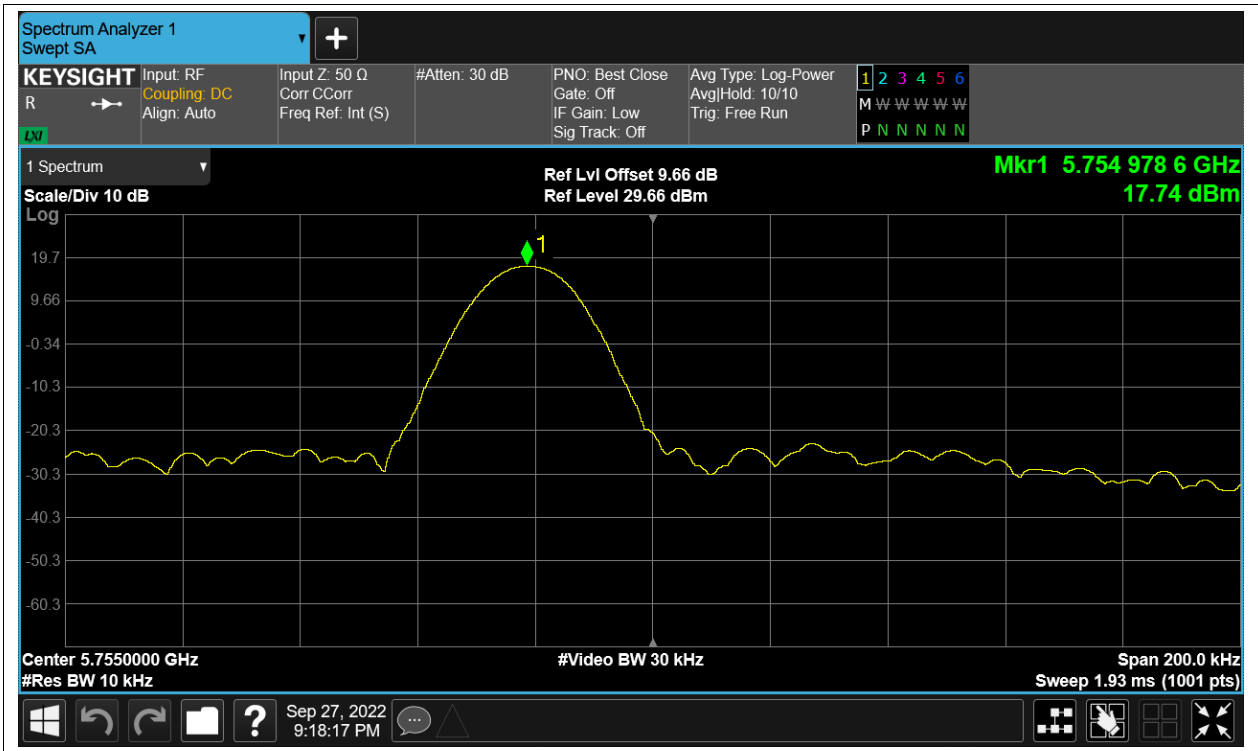 Spectrum Analyzer 1
Swept SA
KEYSIGHT
R
LXI
Input: RF
Coupling: DC
Align: Auto
Input Z: 50 Ω
Corr CCorr
Freq Ref: Int (S)
#Atten: 30 dB
PNO: Best Close
Gate: Off
IF Gain: Low
Sig Track: Off
Avg Type: Log-Power
Avg|Hold: 10/10
Trig: Free Run
1 2 3 4 5 6
M W W W W W
P N N N N N
1 Spectrum
Scale/Div 10 dB
Log
Ref Lvl Offset 9.66 dB
Ref Level 29.66 dBm
Mkr1 5.754 978 6 GHz
17.74 dBm
1
19.7
9.66
-0.34
-10.3
-20.3
-30.3
-40.3
-50.3
-60.3
Center 5.7550000 GHz
#Video BW 30 kHz
Span 200.0 kHz
#Res BW 10 kHz
Sweep 1.93 ms (1001 pts)
?
Sep 27, 2022
9:18:17 PM